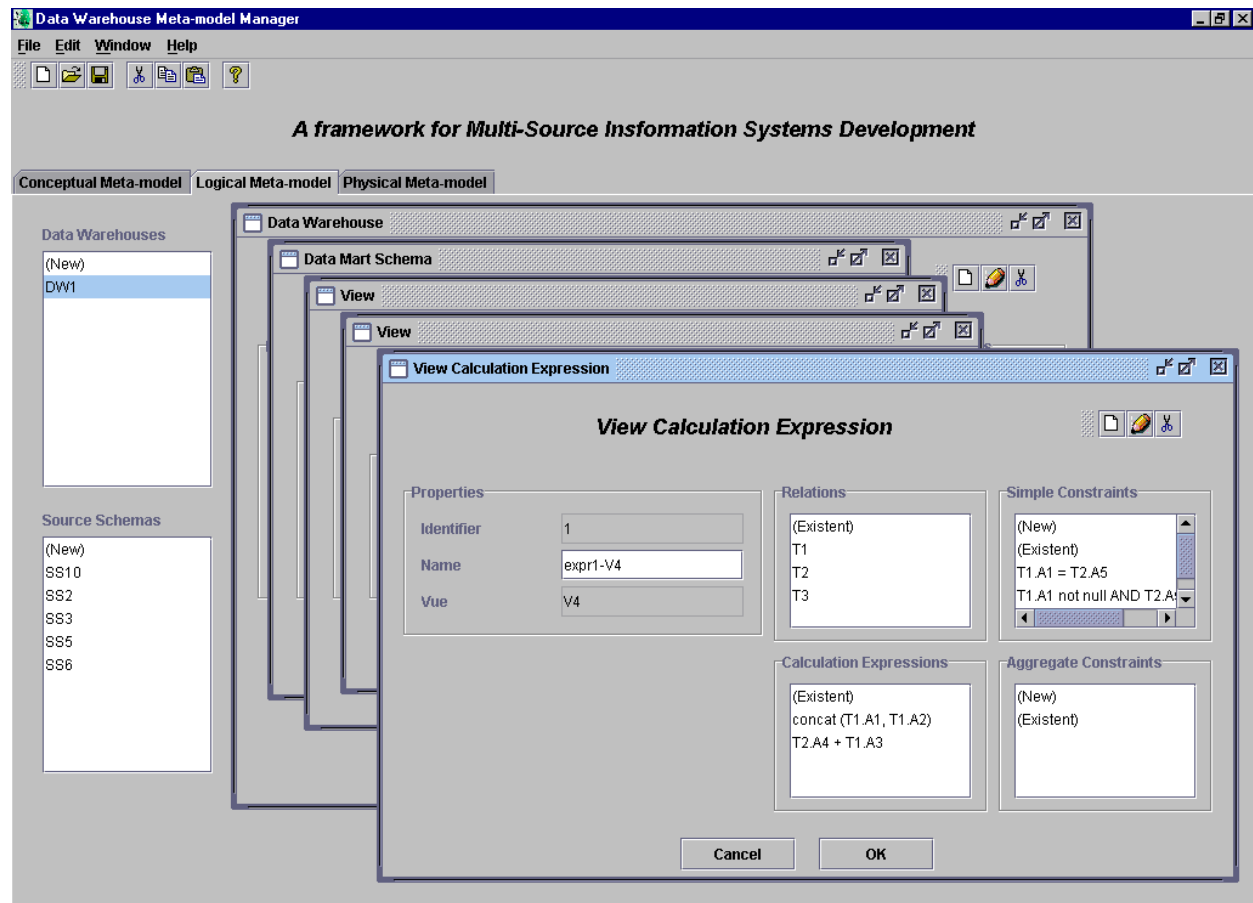 Data Warehouse Meta-model Manager
File Edit Window Help
A framework for Multi-Source Insformation Systems Development
Conceptual Meta-model Logical Meta-model Physical Meta-model
Data Warehouses
(New)
DW1
Source Schemas
(New)
SS10
SS2
SS3
SS5
SS6
Data Warehouse
Data Mart Schema
View
View
View Calculation Expression
View Calculation Expression
Properties
Identifier 1
Name expr1-V4
Vue V4
Relations
(Existent)
T1
T2
T3
Simple Constraints
(New)
(Existent)
T1.A1 = T2.A5
T1.A1 not null AND
Calculation Expressions
(Existent)
concat (T1.A1, T1.A2)
T2.A4 + T1.A3
Aggregate Constraints
(New)
(Existent)
Cancel OK